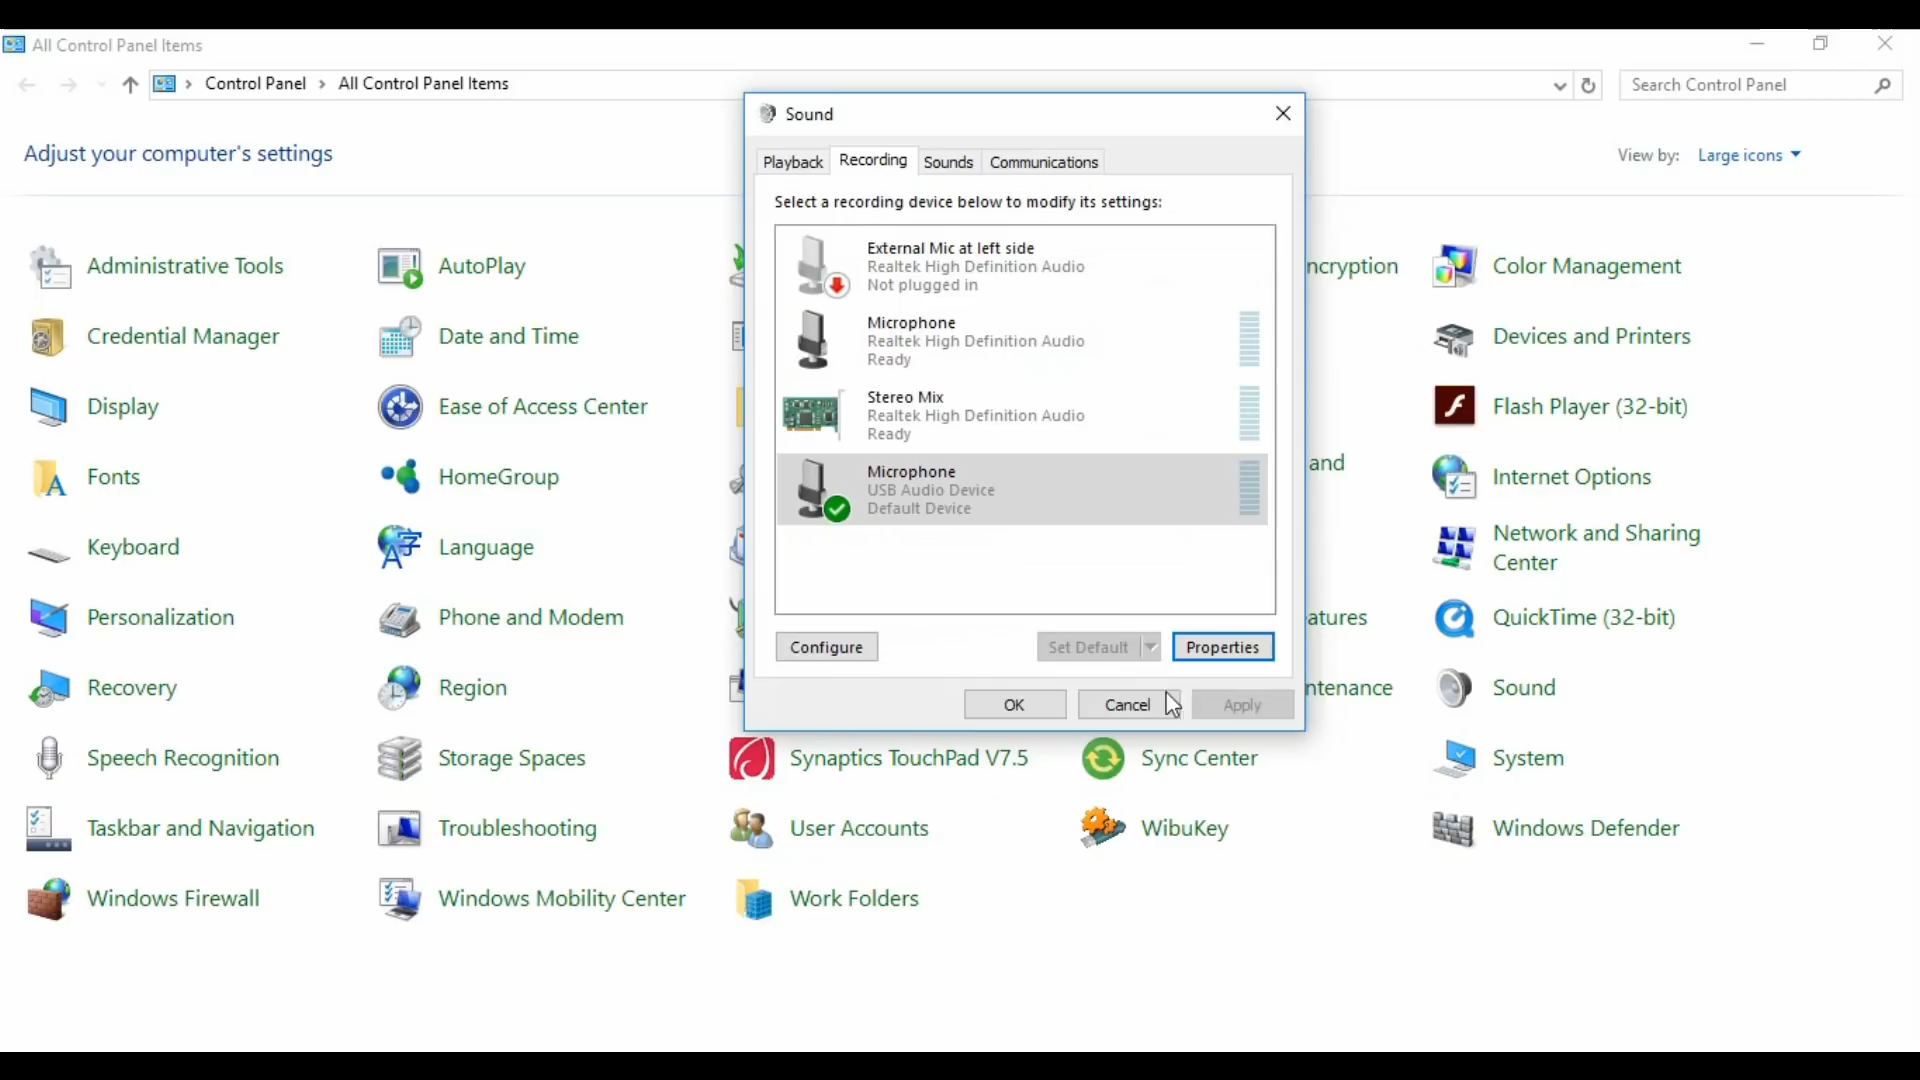 All Control Panel Items
Control Panel
All Control Panel Items
Search Control Panel
Adjust your computer's settings
View by: Large icons
Sound
Playback
Recording
Sounds
Communications
Select a recording device below to modify its settings:
External Mic at left side
Realtek High Definition Audio
Not plugged in
Microphone
Realtek High Definition Audio
Ready
Stereo Mix
Realtek High Definition Audio
Ready
Microphone
USB Audio Device
Default Device
Configure
Set Default
Properties
OK
Cancel
Apply
Administrative Tools
AutoPlay
ncryption
Color Management
Credential Manager
Date and Time
Devices and Printers
Display
Ease of Access Center
Flash Player (32-bit)
Fonts
HomeGroup
and
Internet Options
Keyboard
Language
Network and Sharing
Center
Personalization
Phone and Modem
atures
QuickTime (32-bit)
Recovery
Region
ntenance
Sound
Speech Recognition
Storage Spaces
Synaptics TouchPad V7.5
Sync Center
System
Taskbar and Navigation
Troubleshooting
User Accounts
WibuKey
Windows Defender
Windows Firewall
Windows Mobility Center
Work Folders